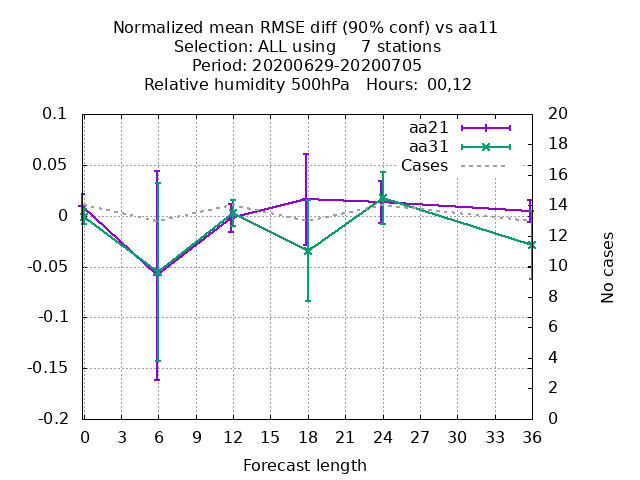 Normalized mean RMSE diff (90% conf) vs aa11
Selection: ALL using     7 stations
Period: 20200629-20200705
Relative humidity 500hPa   Hours:  00,12
aa21
aa31
Cases
0.1
0.05
0
-0.05
-0.1
-0.15
-0.2
20
18
16
14
12
10
8
6
4
2
0
No cases
0 3 6 9 12 15 18 21 24 27 30 33 36
Forecast length